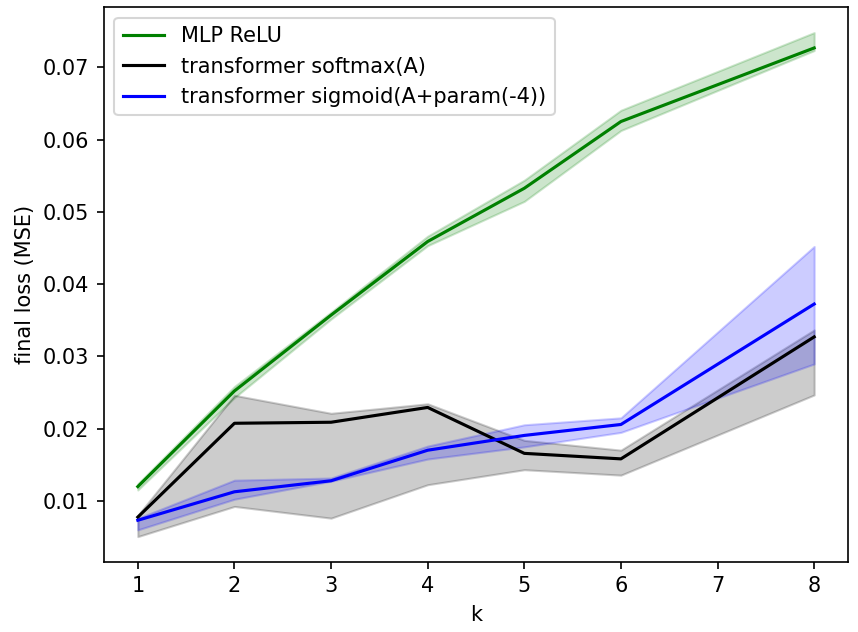 MLP ReLU
transformer softmax(A)
transformer sigmoid(A+param(-4))
final loss (MSE)
0.07
0.06
0.05
0.04
0.03
0.02
0.01
1 2 3 4 5 6 7 8
k